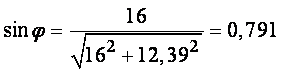 sin φ = 16 / √(16² + 12,39²) = 0,791